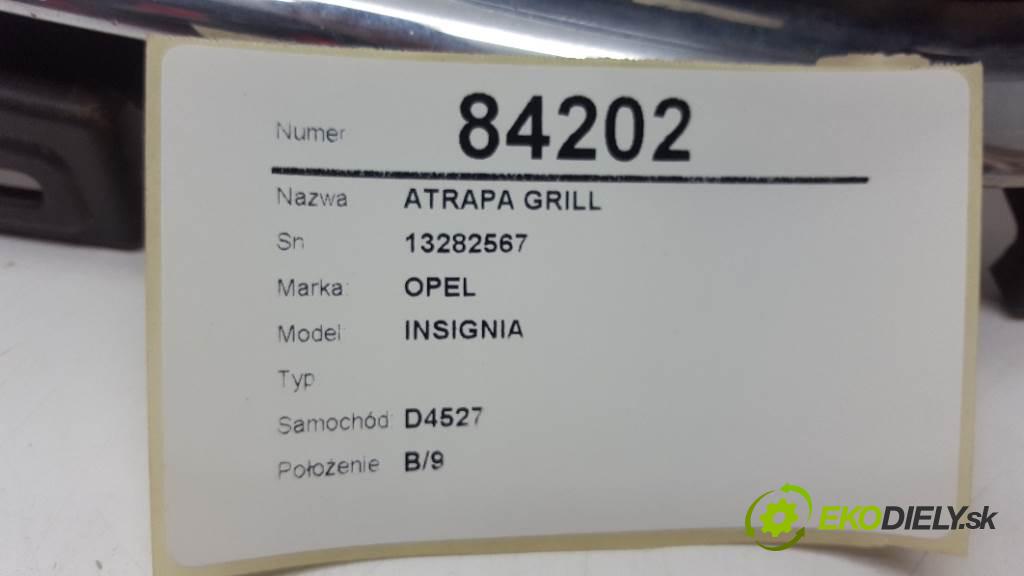 Numer 84202
Nazwa ATRAPA GRILL
Sn 13282567
Marka: OPEL
Model: INSIGNIA
Typ
Samochód: D4527
Położenie B/9
EKODIELY.sk